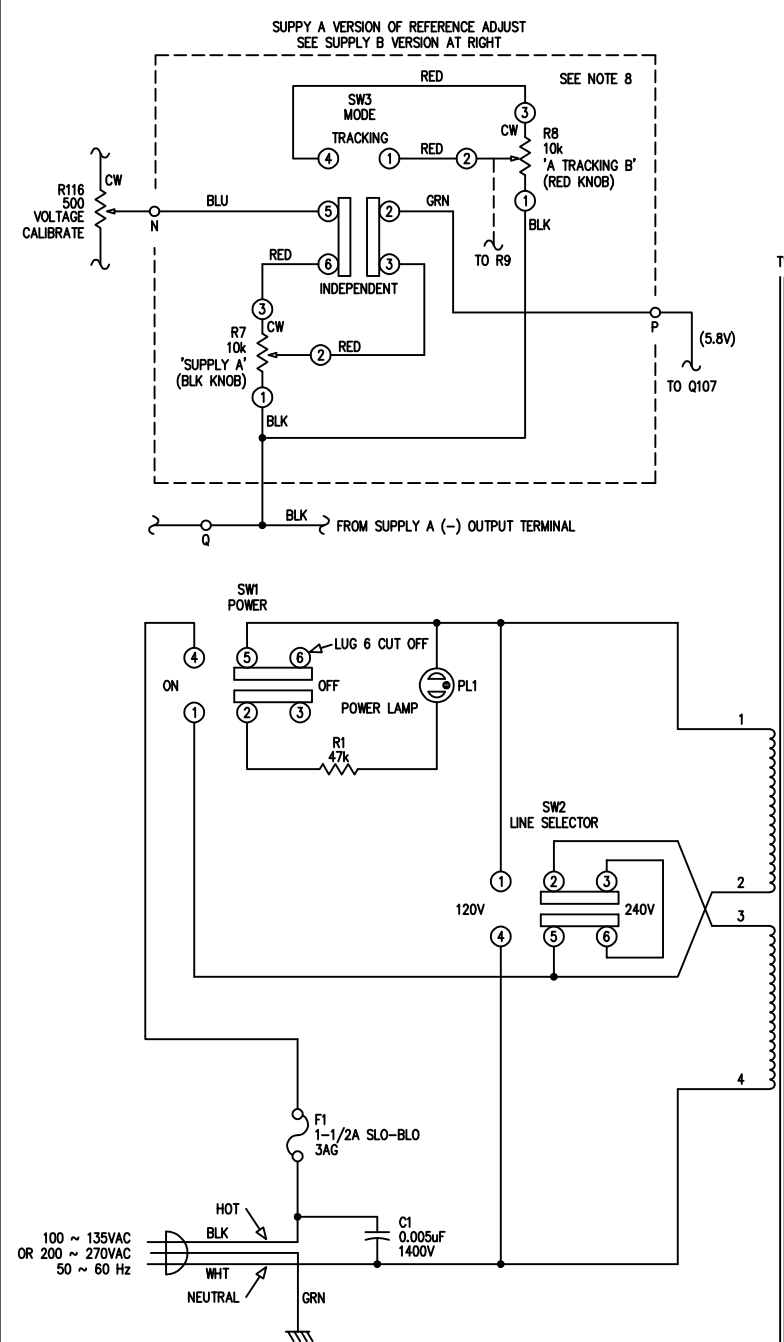 SUPPY A VERSION OF REFERENCE ADJUST
SEE SUPPLY B VERSION AT RIGHT
RED
SEE NOTE 8
SW3
MODE
TRACKING
3
CW
R8
10k
'A TRACKING B'
(RED KNOB)
4
1
RED
2
1
BLK
CW
R116
500
VOLTAGE
CALIBRATE
N
BLU
5
2
GRN
TO R9
6
3
RED
INDEPENDENT
T
3
CW
R7
10k
'SUPPLY A'
(BLK KNOB)
2
RED
1
BLK
P
(5.8V)
TO Q107
Q
BLK
FROM SUPPLY A (-) OUTPUT TERMINAL
SW1
POWER
4
5
6
LUG 6 CUT OFF
ON
OFF
1
2
3
POWER LAMP
PL1
R1
47k
1
SW2
LINE SELECTOR
1
2
3
120V
240V
4
5
6
2
3
4
F1
1-1/2A SLO-BLO
3AG
HOT
BLK
C1
0.005uF
1400V
100 ~ 135VAC
OR 200 ~ 270VAC
50 ~ 60 Hz
WHT
NEUTRAL
GRN